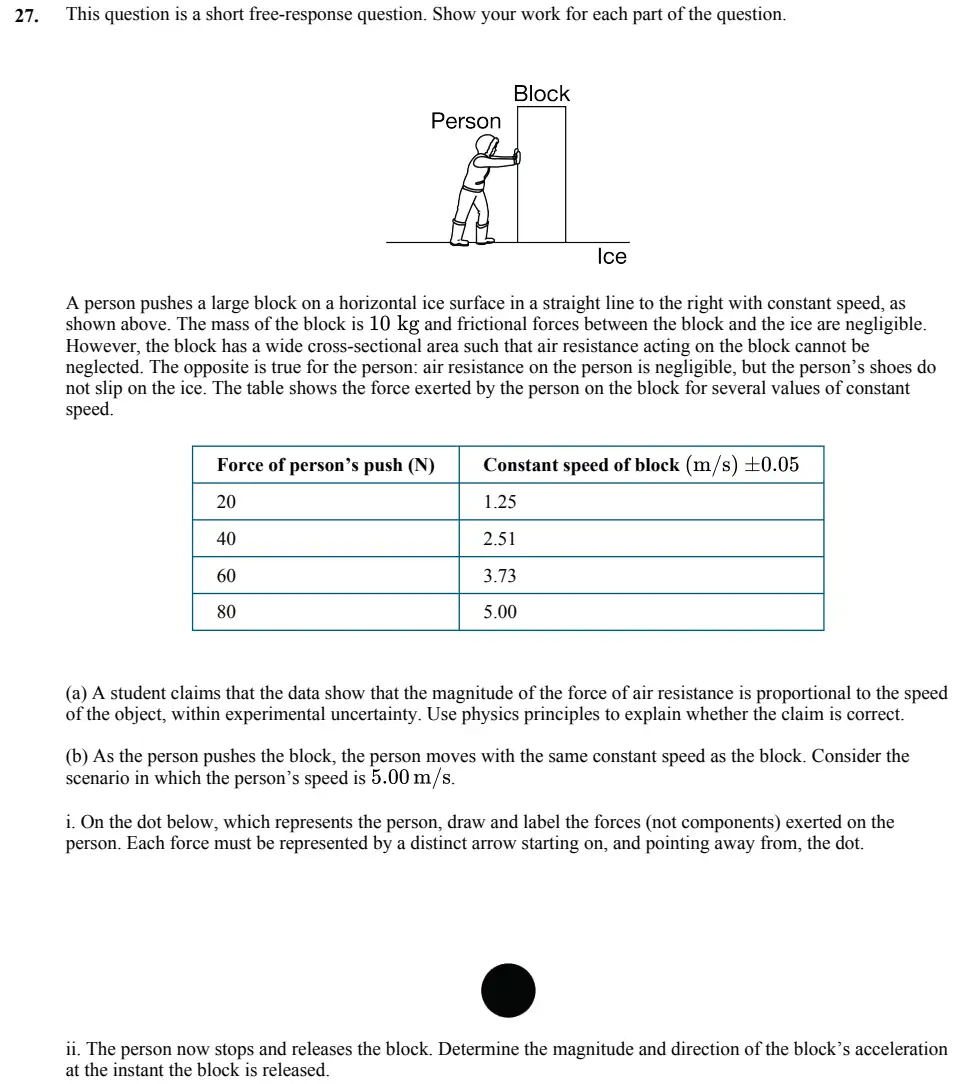 27. This question is a short free-response question. Show your work for each part of the question.
Block
Person
Ice
A person pushes a large block on a horizontal ice surface in a straight line to the right with constant speed, as
shown above. The mass of the block is 10 kg and frictional forces between the block and the ice are negligible.
However, the block has a wide cross-sectional area such that air resistance acting on the block cannot be
neglected. The opposite is true for the person: air resistance on the person is negligible, but the person's shoes do
not slip on the ice. The table shows the force exerted by the person on the block for several values of constant
speed.
Force of person's push (N) Constant speed of block (m/s) ±0.05
20 1.25
40 2.51
60 3.73
80 5.00
(a) A student claims that the data show that the magnitude of the force of air resistance is proportional to the speed
of the object, within experimental uncertainty. Use physics principles to explain whether the claim is correct.
(b) As the person pushes the block, the person moves with the same constant speed as the block. Consider the
scenario in which the person's speed is 5.00 m/s.
i. On the dot below, which represents the person, draw and label the forces (not components) exerted on the
person. Each force must be represented by a distinct arrow starting on, and pointing away from, the dot.
ii. The person now stops and releases the block. Determine the magnitude and direction of the block's acceleration
at the instant the block is released.